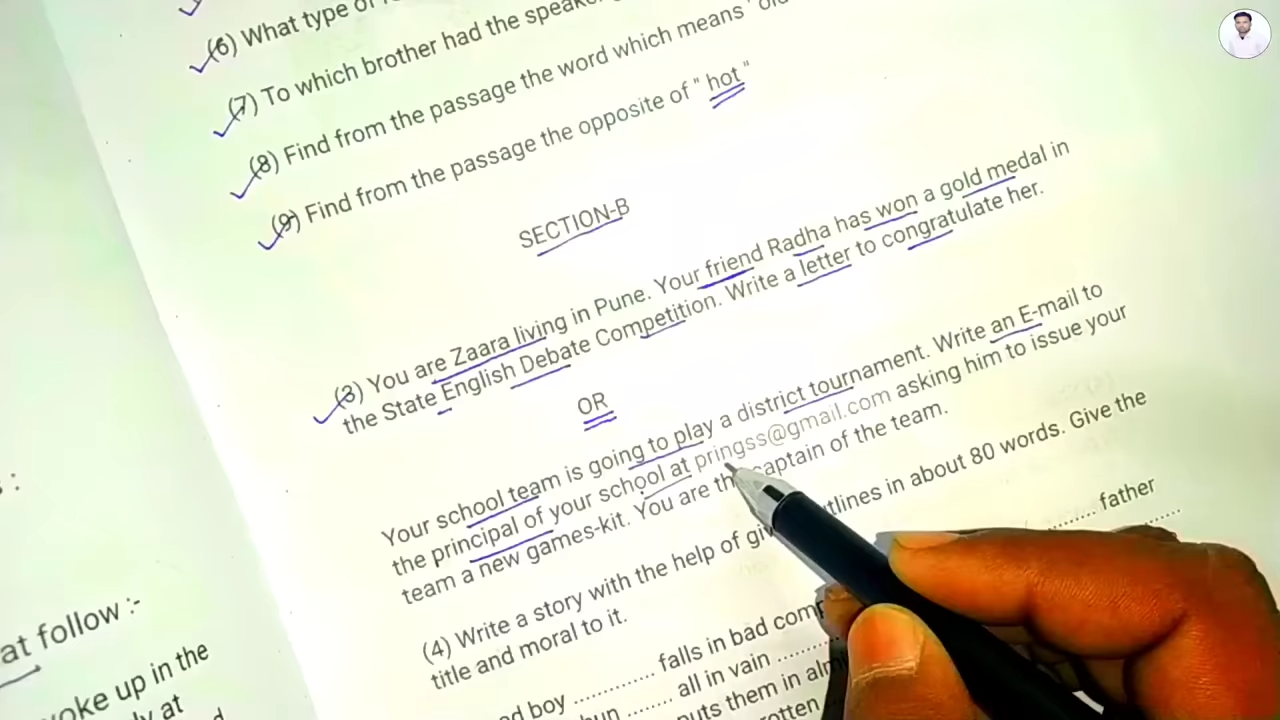 (6) What type of
(7) To which brother had the speaker
(8) Find from the passage the word which means "
(9) Find from the passage the opposite of " hot "
SECTION-B
(3) You are Zaara living in Pune. Your friend Radha has won a gold medal in
the State English Debate Competition. Write a letter to congratulate her.
OR
Your school team is going to play a district tournament. Write an E-mail to
the principal of your school at pringss@gmail.com asking him to issue your
team a new games-kit. You are the captain of the team.
(4) Write a story with the help of outlines in about 80 words. Give the
title and moral to it.
boy ............. falls in bad ........... father
........ all in vain ............
puts them in
rotten
at follow :-
woke up in the
at